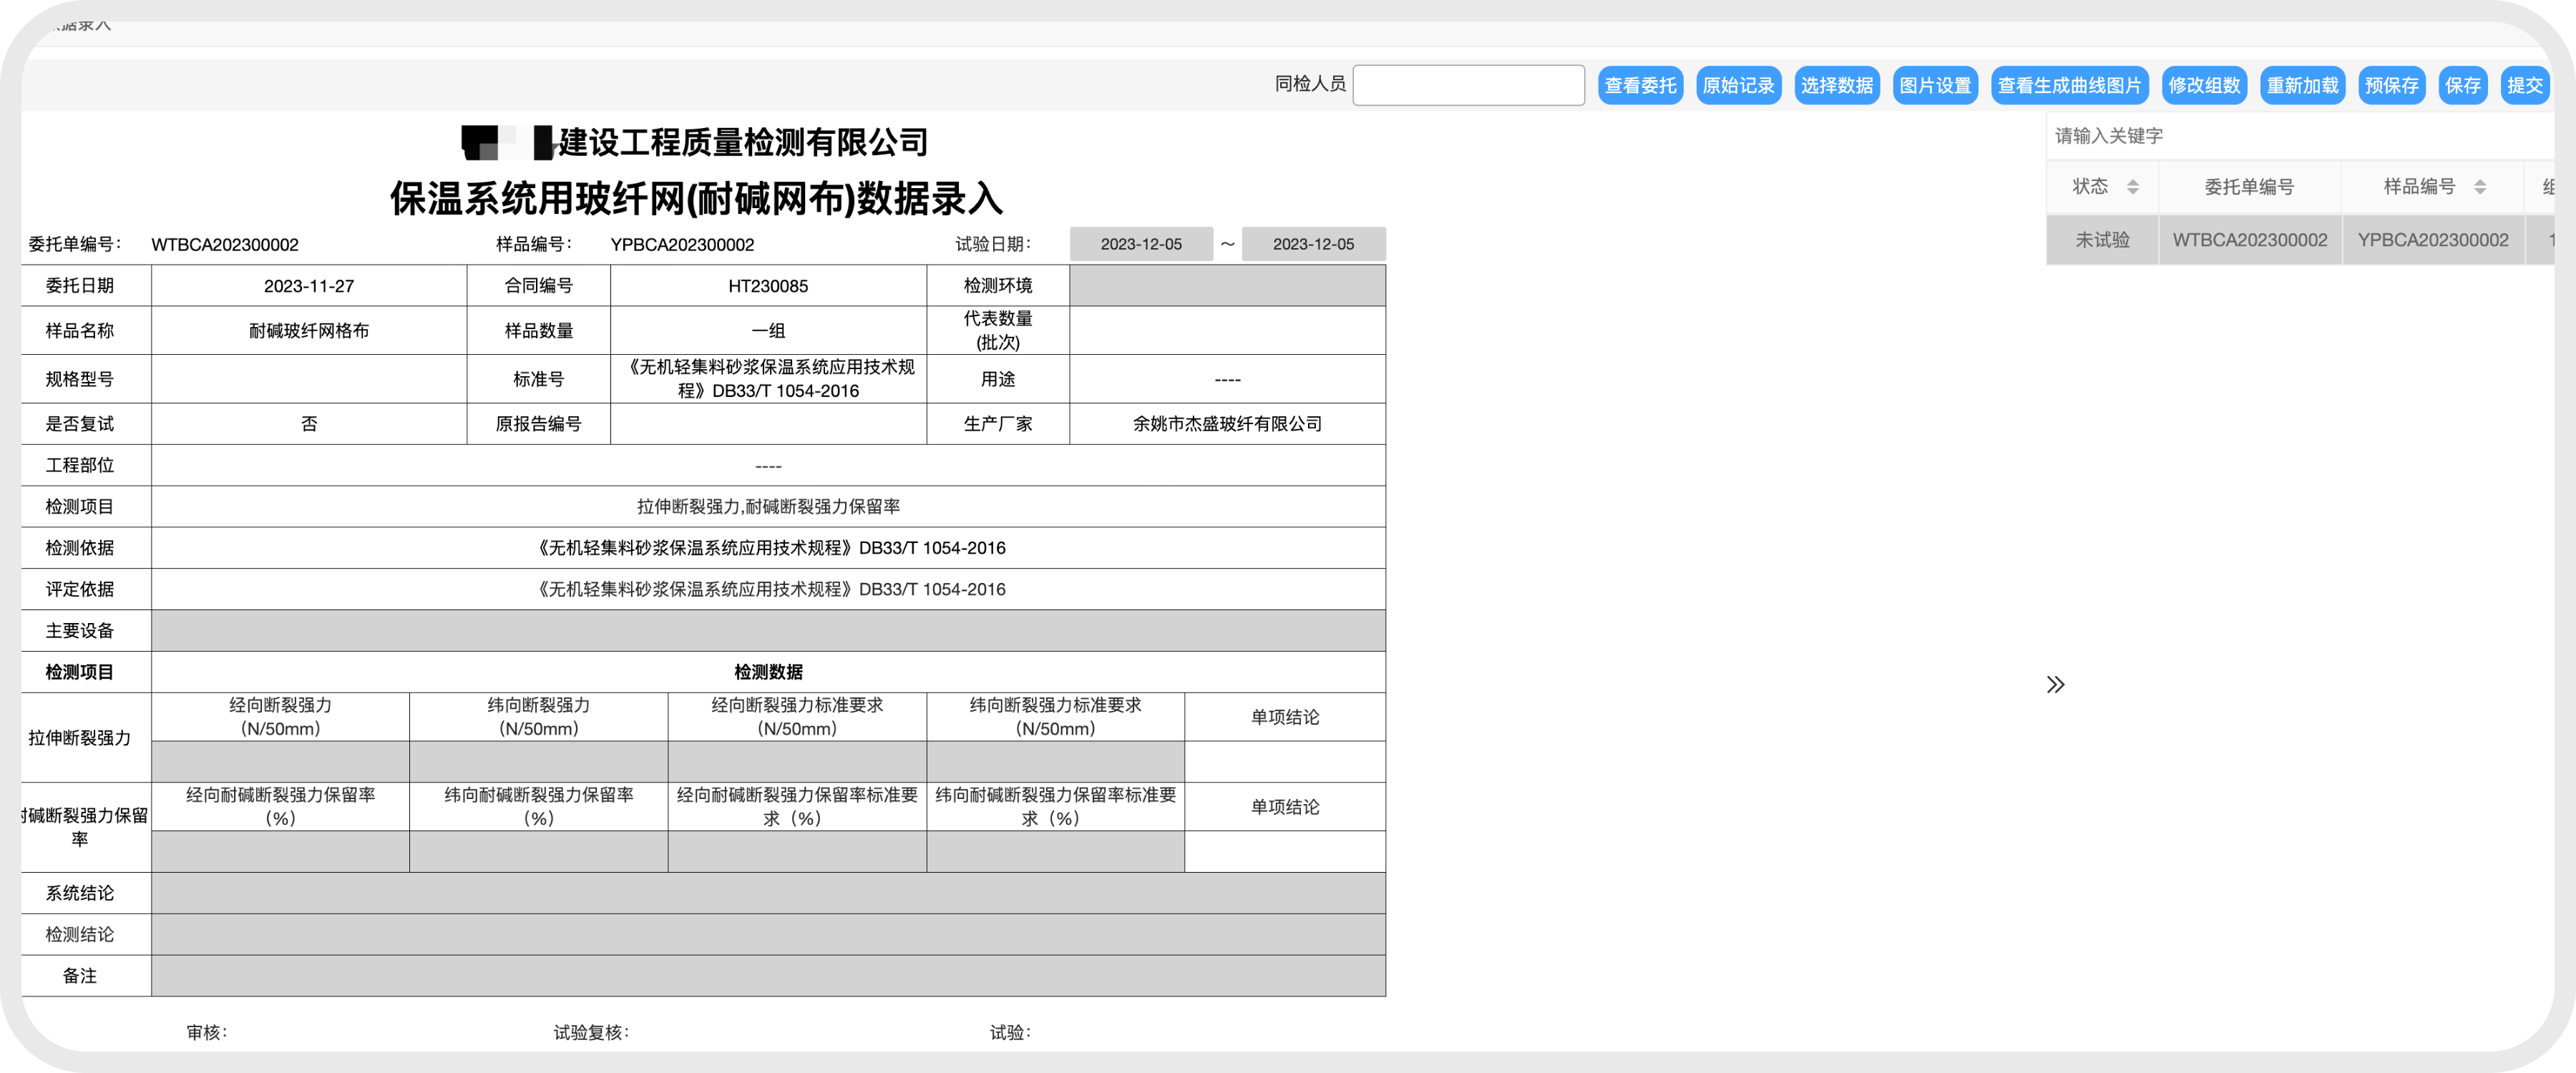 据录入
同检人员 查看委托 原始记录 选择数据 图片设置 查看生成曲线图片 修改组数 重新加载 预保存 保存 提交
建设工程质量检测有限公司
保温系统用玻纤网(耐碱网布)数据录入
委托单编号： WTBCA202300002 样品编号： YPBCA202300002 试验日期： 2023-12-05 ～ 2023-12-05
委托日期 2023-11-27 合同编号 HT230085 检测环境
样品名称 耐碱玻纤网格布 样品数量 一组 代表数量
(批次)
规格型号 标准号 《无机轻集料砂浆保温系统应用技术规
程》DB33/T 1054-2016 用途 ----
是否复试 否 原报告编号 生产厂家 余姚市杰盛玻纤有限公司
工程部位 ----
检测项目 拉伸断裂强力,耐碱断裂强力保留率
检测依据 《无机轻集料砂浆保温系统应用技术规程》DB33/T 1054-2016
评定依据 《无机轻集料砂浆保温系统应用技术规程》DB33/T 1054-2016
主要设备
检测项目 检测数据
拉伸断裂强力
经向断裂强力
（N/50mm）
纬向断裂强力
（N/50mm）
经向断裂强力标准要求
（N/50mm）
纬向断裂强力标准要求
（N/50mm）
单项结论
耐碱断裂强力保留
率
经向耐碱断裂强力保留率
（%）
纬向耐碱断裂强力保留率
（%）
经向耐碱断裂强力保留率标准要
求（%）
纬向耐碱断裂强力保留率标准要
求（%）
单项结论
系统结论
检测结论
备注
审核： 试验复核： 试验：
请输入关键字
状态 委托单编号 样品编号 组
未试验 WTBCA202300002 YPBCA202300002 1